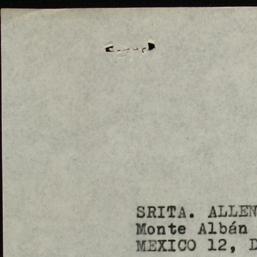 SRITA. ALLEN
Monte Albán
MEXICO 12, D